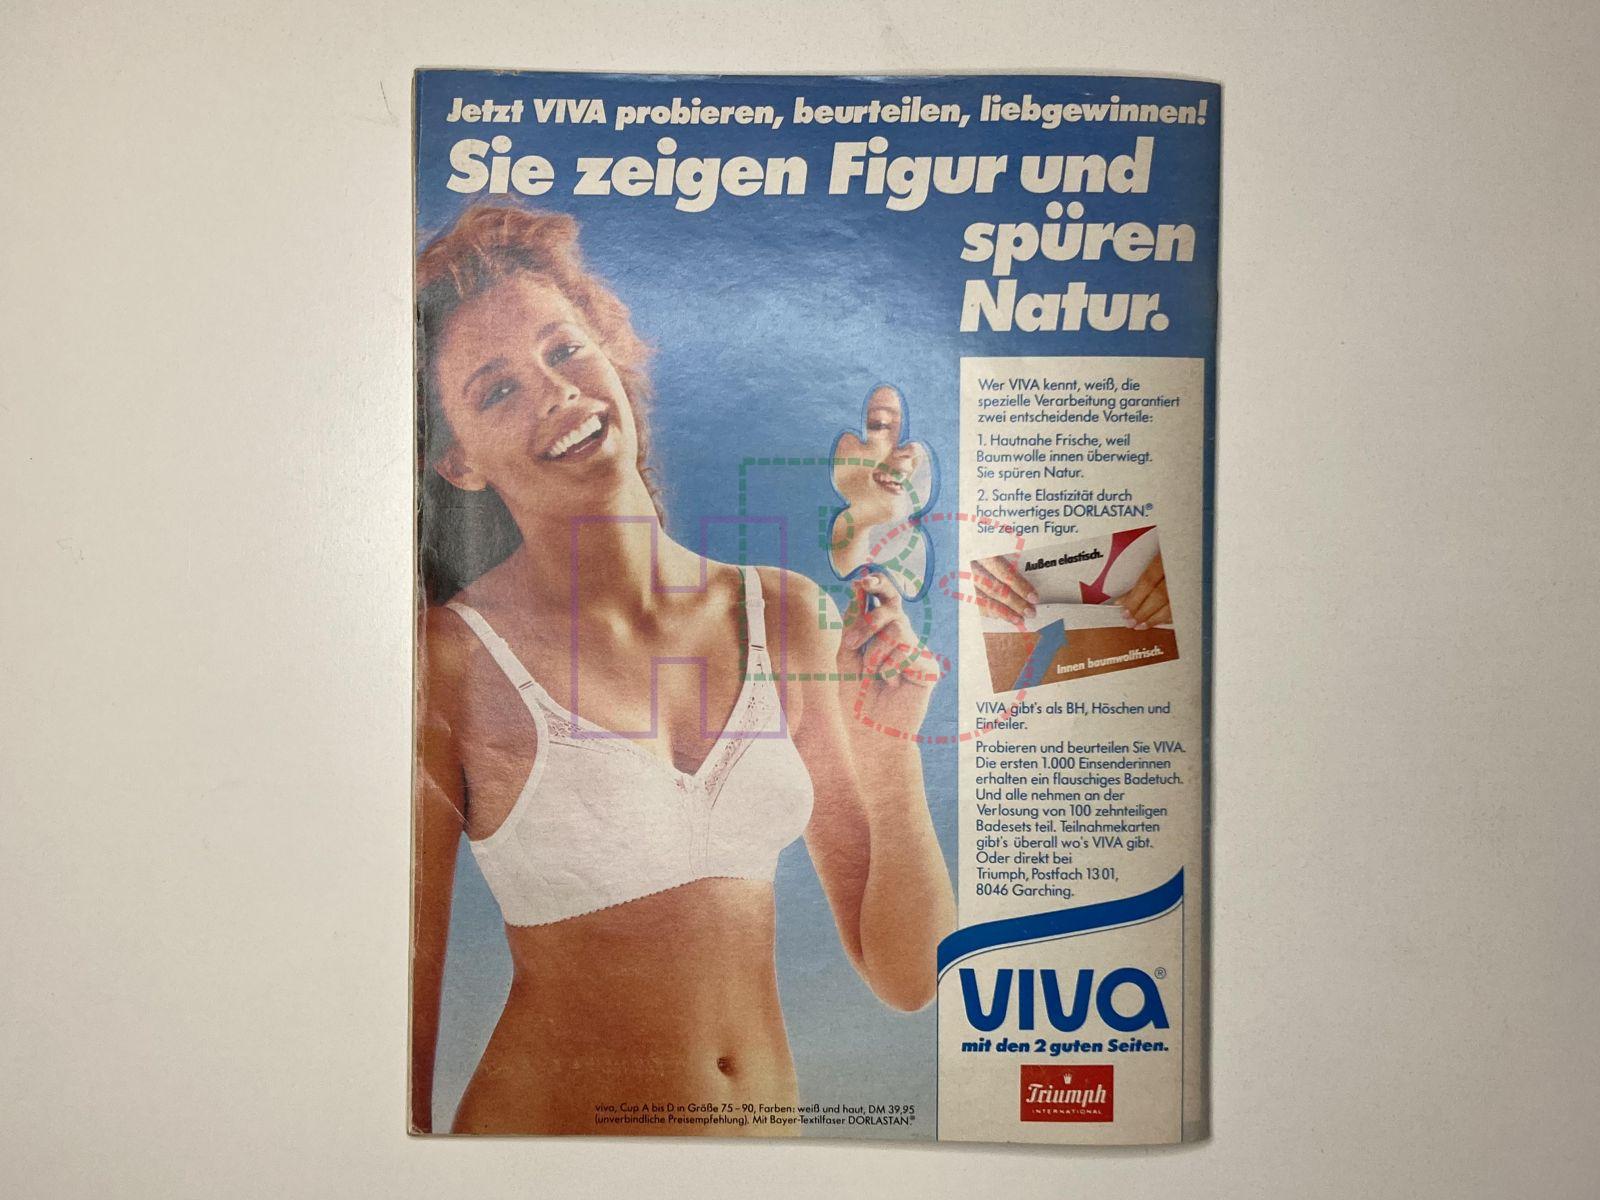 Jetzt VIVA probieren, beurteilen, liebgewinnen!
Sie zeigen Figur und
spüren
Natur.
Wer VIVA kennt, weiß, die
spezielle Verarbeitung garantiert
zwei entscheidende Vorteile:
1. Hautnahe Frische, weil
Baumwolle innen überwiegt.
Sie spüren Natur.
2. Sanfte Elastizität durch
hochwertiges DORLASTAN.®
Sie zeigen Figur.
Außen elastisch.
Innen baumwollfrisch.
VIVA gibt's als BH, Höschen und
Einteiler.
Probieren und beurteilen Sie VIVA.
Die ersten 1.000 Einsenderinnen
erhalten ein flauschiges Badetuch.
Und alle nehmen an der
Verlosung von 100 zehnteiligen
Badesets teil. Teilnahmekarten
gibt's überall wo's VIVA gibt.
Oder direkt bei
Triumph, Postfach 13 01,
8046 Garching.
VIVA®
mit den 2 guten Seiten.
Triumph
INTERNATIONAL
viva, Cup A bis D in Größe 75–90, Farben: weiß und haut, DM 39,95
(unverbindliche Preisempfehlung). Mit Bayer-Textilfaser DORLASTAN.®
HBS